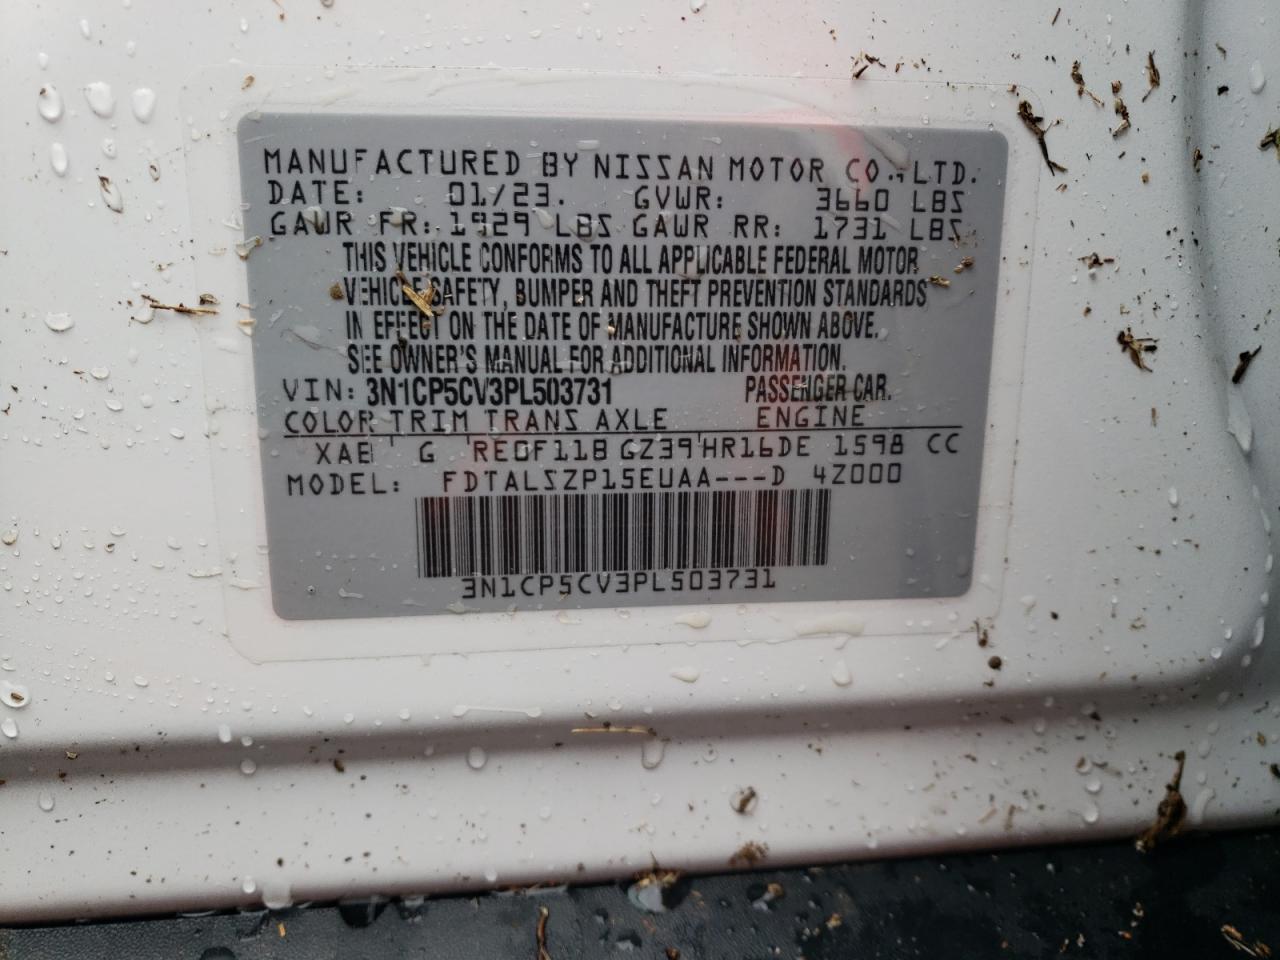 MANUFACTURED BY NISSAN MOTOR CO., LTD.
DATE: 01/23. GVWR: 3660 LBS
GAWR FR: 1929 LBS GAWR RR: 1731 LBS
THIS VEHICLE CONFORMS TO ALL APPLICABLE FEDERAL MOTOR
VEHICLE SAFETY, BUMPER AND THEFT PREVENTION STANDARDS
IN EFFECT ON THE DATE OF MANUFACTURE SHOWN ABOVE.
SEE OWNER'S MANUAL FOR ADDITIONAL INFORMATION.
VIN: 3N1CP5CV3PL503731 PASSENGER CAR.
COLOR TRIM TRANS AXLE ENGINE
XAB G RE0F11B GZ39 HR16DE 1598 CC
MODEL: FDTALSZP15EUAA---D 4Z000
3N1CP5CV3PL503731